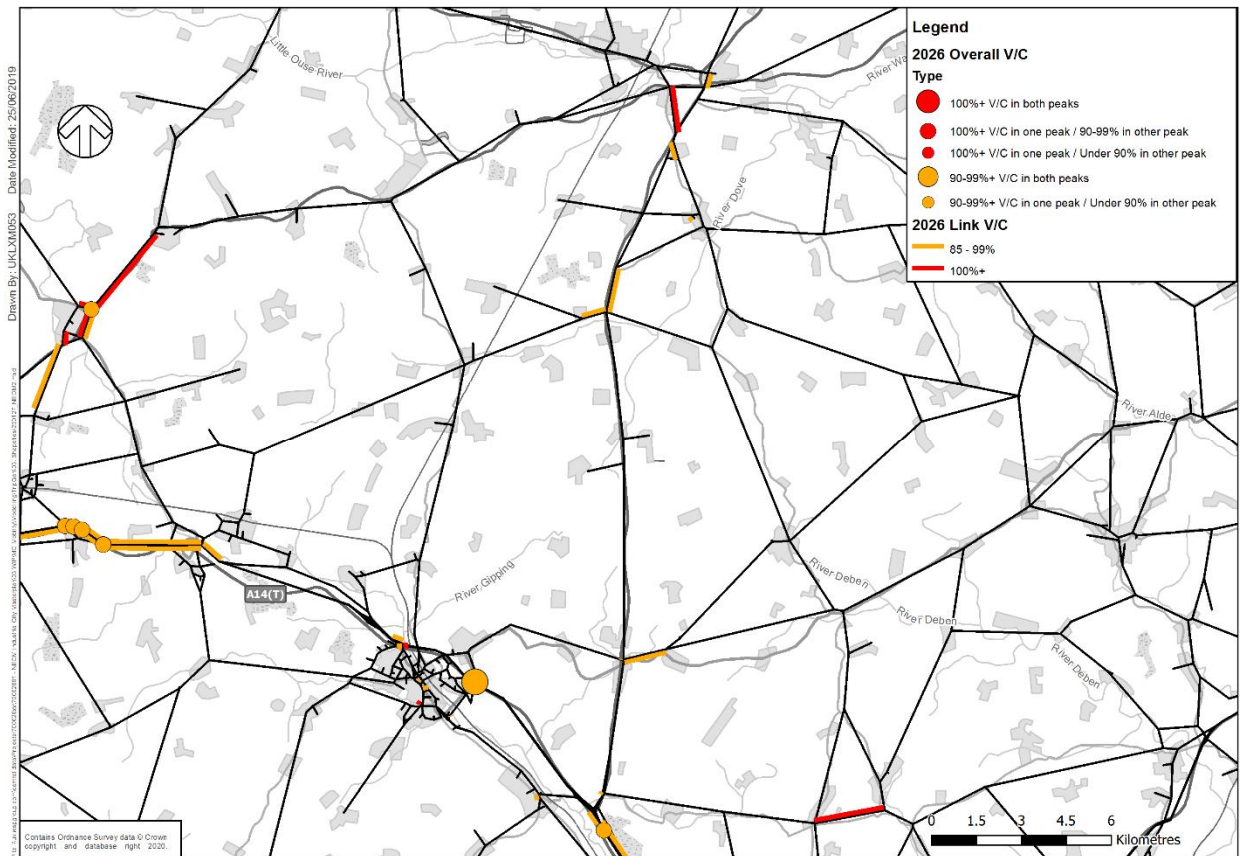 Legend
2026 Overall V/C
Type
100%+ V/C in both peaks
100%+ V/C in one peak / 90-99% in other peak
100%+ V/C in one peak / Under 90% in other peak
90-99%+ V/C in both peaks
90-99%+ V/C in one peak / Under 90% in other peak
2026 Link V/C
85 - 99%
100%+
Little Ouse River
River Wa
River Dove
River Alde
River Gipping
River Deben
River Deben
River Deben
A14(T)
0 1.5 3 4.5 6
Kilometres
Drawn By: UKLXM053 Date Modified: 25/06/2019
Contains Ordnance Survey data © Crown
copyright and database right 2020.